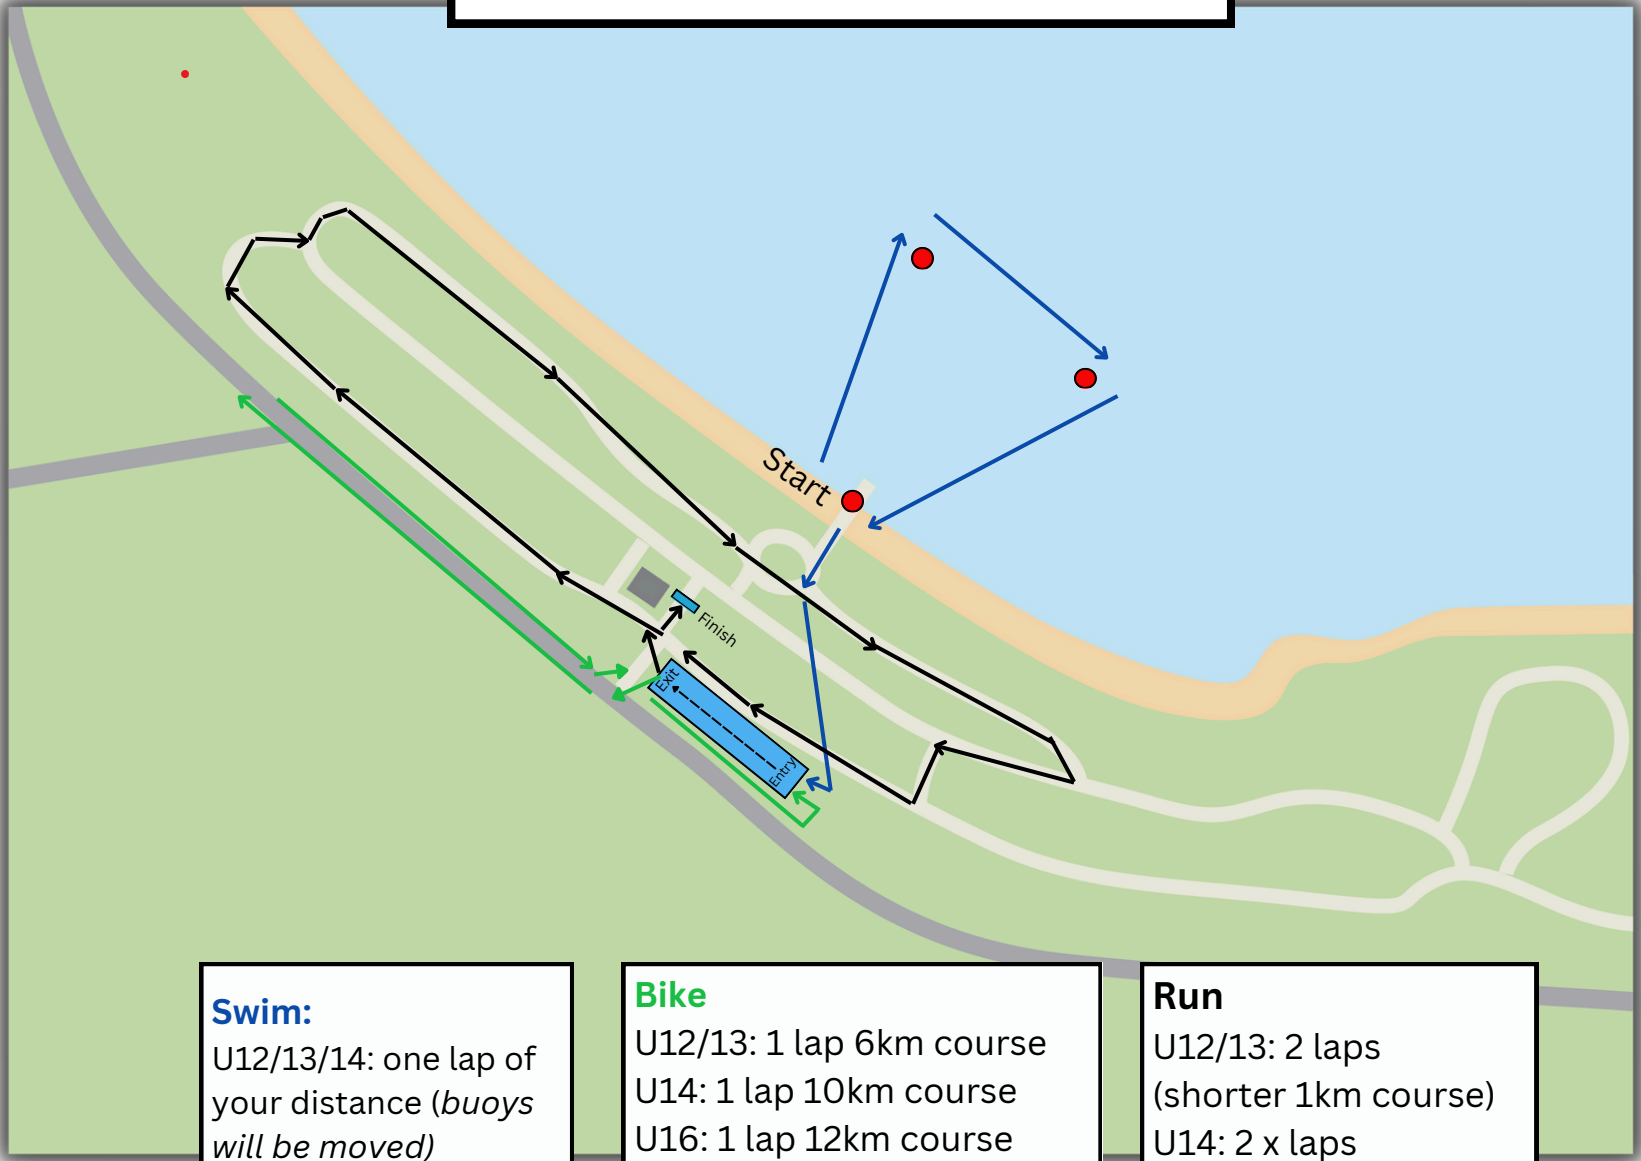 Start
Finish
Exit
Entry
Swim:
U12/13/14: one lap of
your distance (buoys
will be moved)
Bike
U12/13: 1 lap 6km course
U14: 1 lap 10km course
U16: 1 lap 12km course
Run
U12/13: 2 laps
(shorter 1km course)
U14: 2 x laps